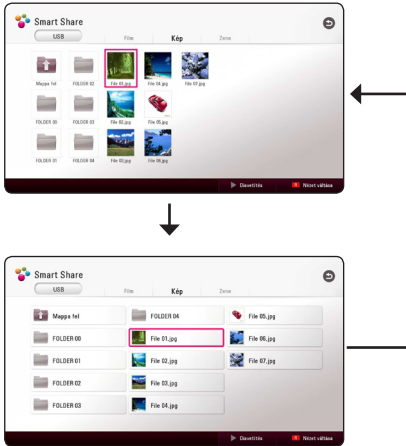 Smart Share
USB Film Kép Zene
Mappa fel FOLDER 02 File 01.jpg File 04.jpg File 07.jpg
FOLDER 00 FOLDER 03 File 02.jpg File 05.jpg
FOLDER 01 FOLDER 04 File 03.jpg File 06.jpg
Diavetítés Nézet váltása
Smart Share
USB Film Kép Zene
Mappa fel FOLDER 04 File 05.jpg
FOLDER 00 File 01.jpg File 06.jpg
FOLDER 01 File 02.jpg File 07.jpg
FOLDER 02 File 03.jpg
FOLDER 03 File 04.jpg
Diavetítés Nézet váltása